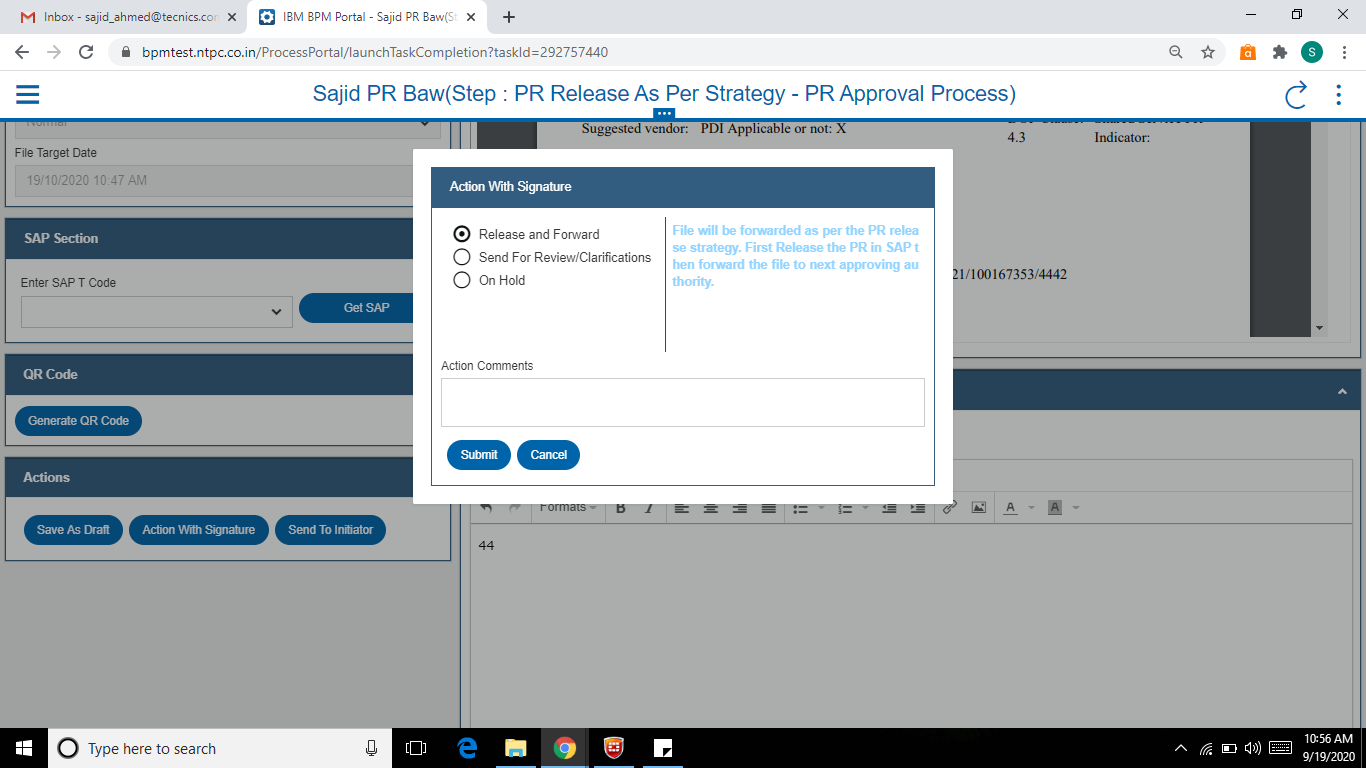 Inbox - sajid_ahmed@tecnics.con
IBM BPM Portal - Sajid PR Baw(St
bpmtest.ntpc.co.in/ProcessPortal/launchTaskCompletion?taskId=292757440
S
Sajid PR Baw(Step : PR Release As Per Strategy - PR Approval Process)
Normal
File Target Date
19/10/2020 10:47 AM
SAP Section
Enter SAP T Code
Get SAP
QR Code
Generate QR Code
Actions
Save As Draft
Action With Signature
Send To Initiator
Suggested vendor: PDI Applicable or not: X
4.3
Indicator:
21/100167353/4442
Action With Signature
Release and Forward
Send For Review/Clarifications
On Hold
File will be forwarded as per the PR relea
se strategy. First Release the PR in SAP t
hen forward the file to next approving au
thority.
Action Comments
Submit
Cancel
Formats
B
I
A
A
44
Type here to search
10:56 AM
9/19/2020